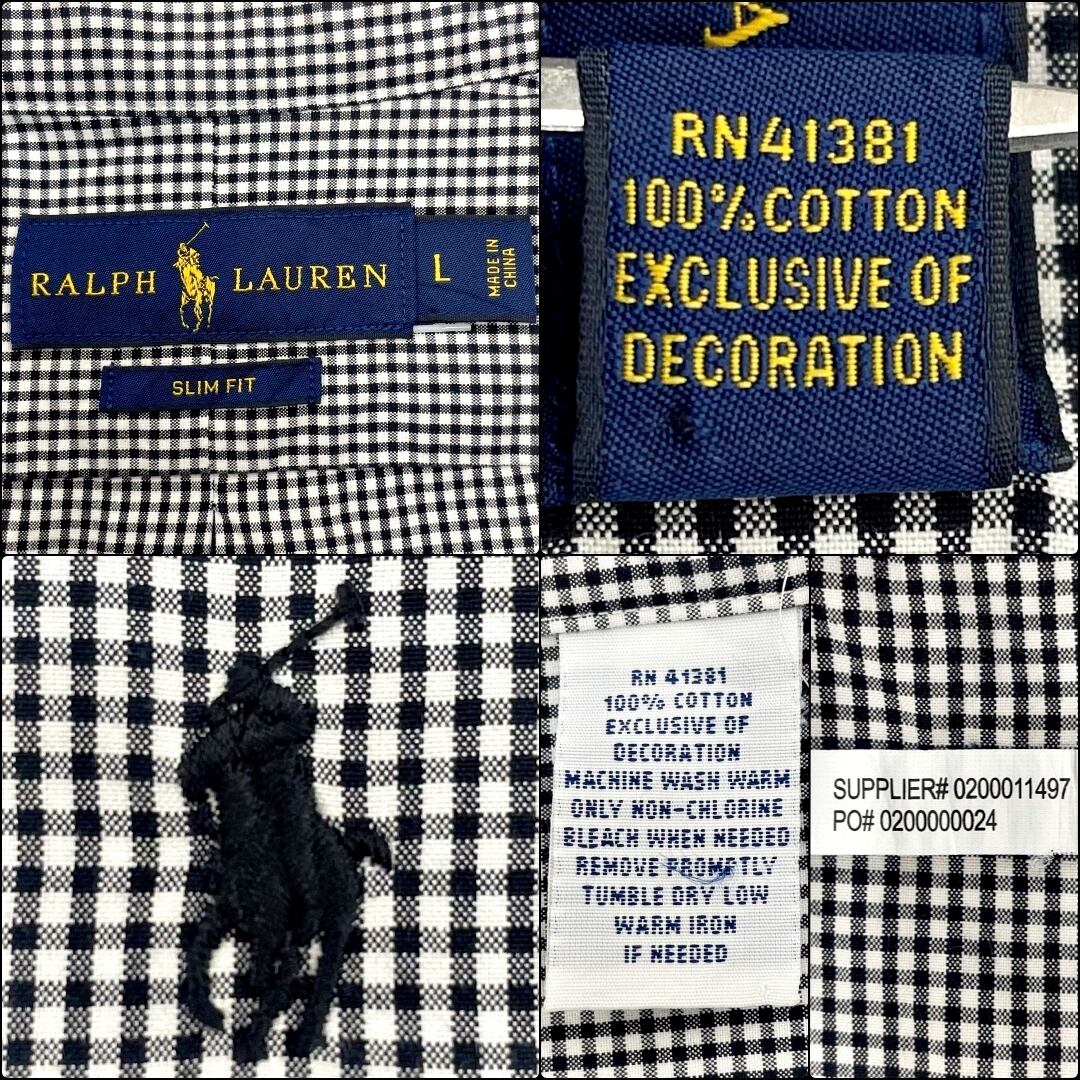 RALPH LAUREN
L
MADE IN
CHINA
SLIM FIT
RN41381
100% COTTON
EXCLUSIVE OF
DECORATION
RN 41381
100% COTTON
EXCLUSIVE OF
DECORATION
MACHINE WASH WARM
ONLY NON-CHLORINE
BLEACH WHEN NEEDED
REMOVE PROMPTLY
TUMBLE DRY LOW
WARM IRON
IF NEEDED
SUPPLIER# 0200011497
PO# 0200000024